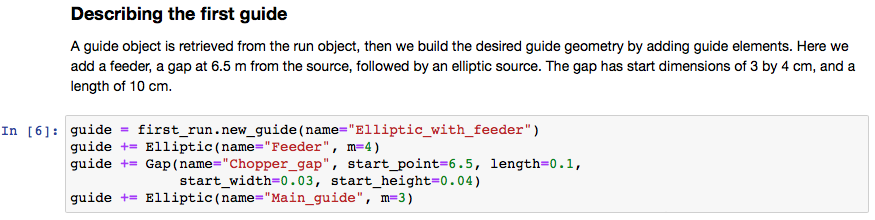 Describing the first guide
A guide object is retrieved from the run object, then we build the desired guide geometry by adding guide elements. Here we
add a feeder, a gap at 6.5 m from the source, followed by an elliptic source. The gap has start dimensions of 3 by 4 cm, and a
length of 10 cm.
In [6]: guide = first_run.new_guide(name="Elliptic_with_feeder")
guide += Elliptic(name="Feeder", m=4)
guide += Gap(name="Chopper_gap", start_point=6.5, length=0.1,
start_width=0.03, start_height=0.04)
guide += Elliptic(name="Main_guide", m=3)